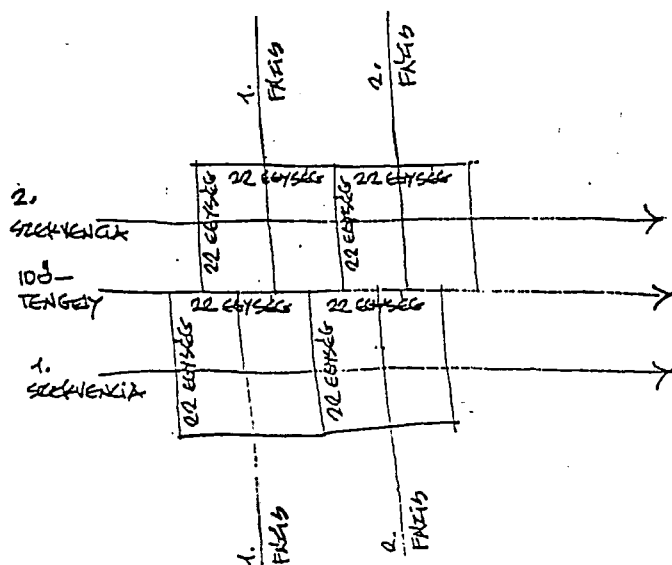 1.
FÁZIS
2.
FÁZIS
22 EGYSÉG 22 EGYSÉG
22 EGYSÉG
22 EGYSÉG
2.
SZEKVENCIA
IDŐ-
TENGELY
22 EGYSÉG 22 EGYSÉG
22 EGYSÉG
22 EGYSÉG
1.
SZEKVENCIA
1.
FÁZIS
2.
FÁZIS